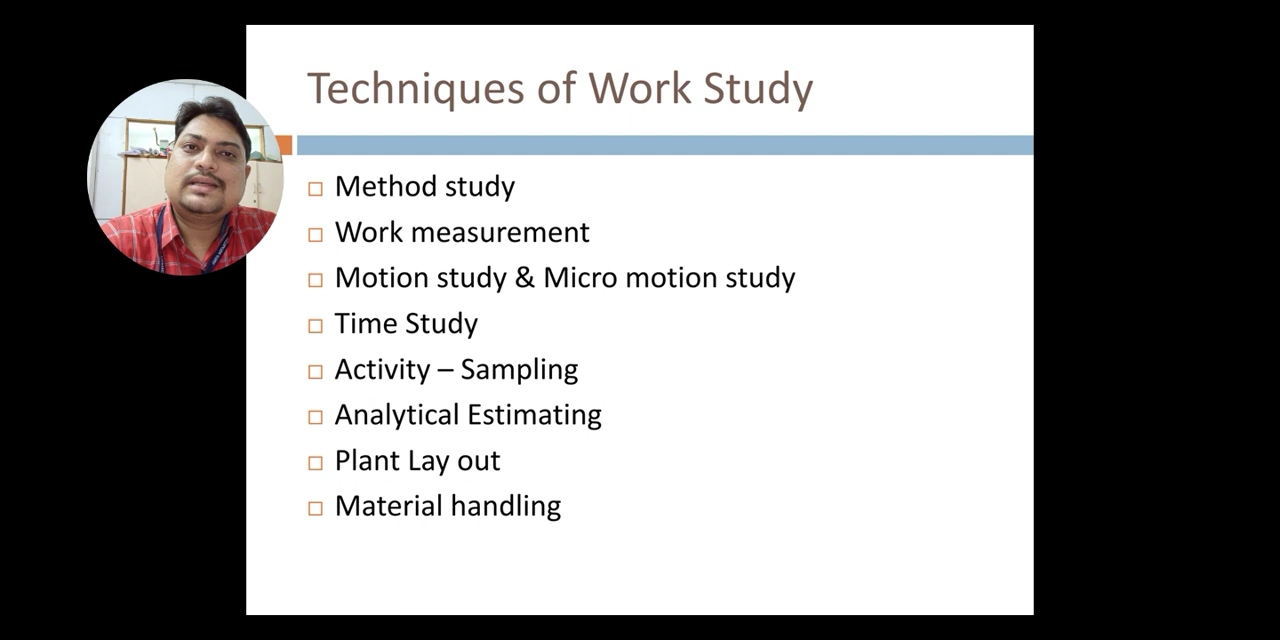 Techniques of Work Study
Method study
Work measurement
Motion study & Micro motion study
Time Study
Activity – Sampling
Analytical Estimating
Plant Lay out
Material handling